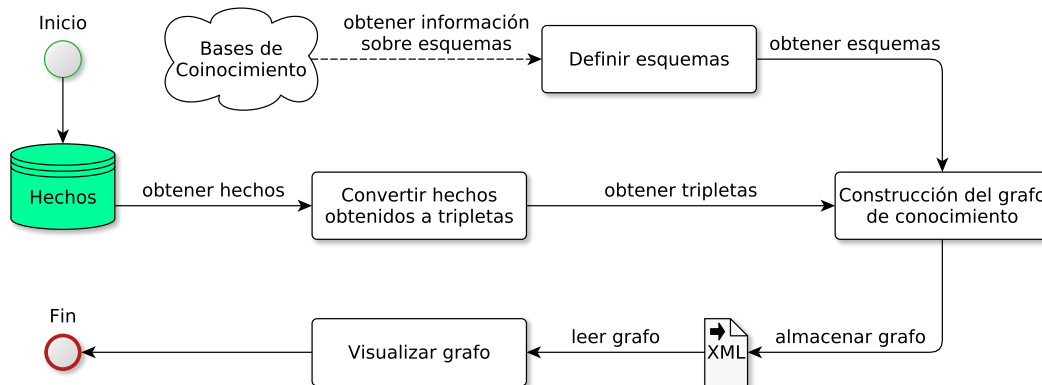 Inicio
Bases de
Coinocimiento
obtener información
sobre esquemas
Definir esquemas
obtener esquemas
Hechos
obtener hechos
Convertir hechos
obtenidos a tripletas
obtener tripletas
Construcción del grafo
de conocimiento
Fin
Visualizar grafo
leer grafo
XML
almacenar grafo